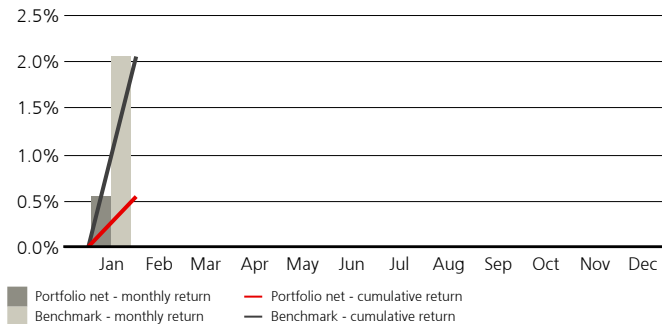 2.5%
2.0%
1.5%
1.0%
0.5%
0.0%
Jan Feb Mar Apr May Jun Jul Aug Sep Oct Nov Dec
Portfolio net - monthly return Portfolio net - cumulative return
Benchmark - monthly return Benchmark - cumulative return